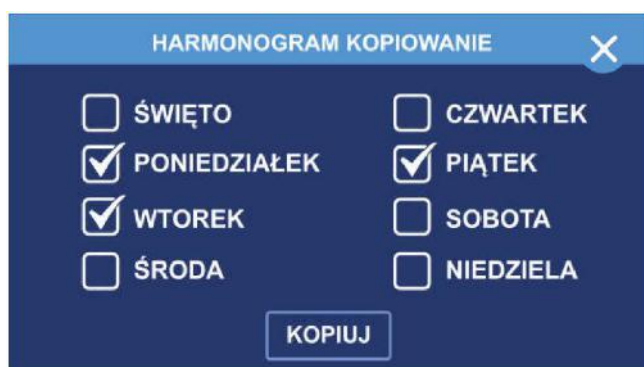 HARMONOGRAM KOPIOWANIE
ŚWIĘTO
PONIEDZIAŁEK
WTOREK
ŚRODA
CZWARTEK
PIĄTEK
SOBOTA
NIEDZIELA
KOPIUJ